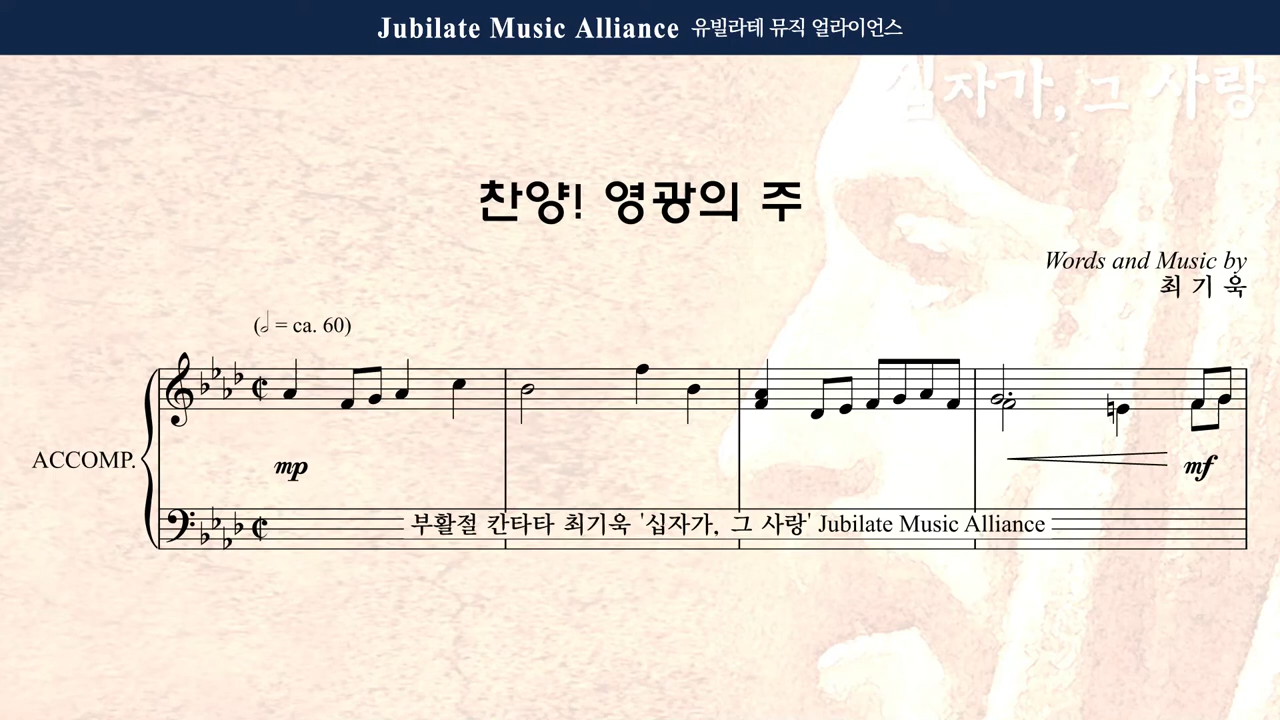 Jubilate Music Alliance 유빌라테 뮤직 얼라이언스
십자가, 그 사랑
찬양! 영광의 주
Words and Music by
최 기 욱
(𝅗𝅥 = ca. 60)
ACCOMP.
mp
mf
부활절 칸타타 최기욱 '십자가, 그 사랑' Jubilate Music Alliance